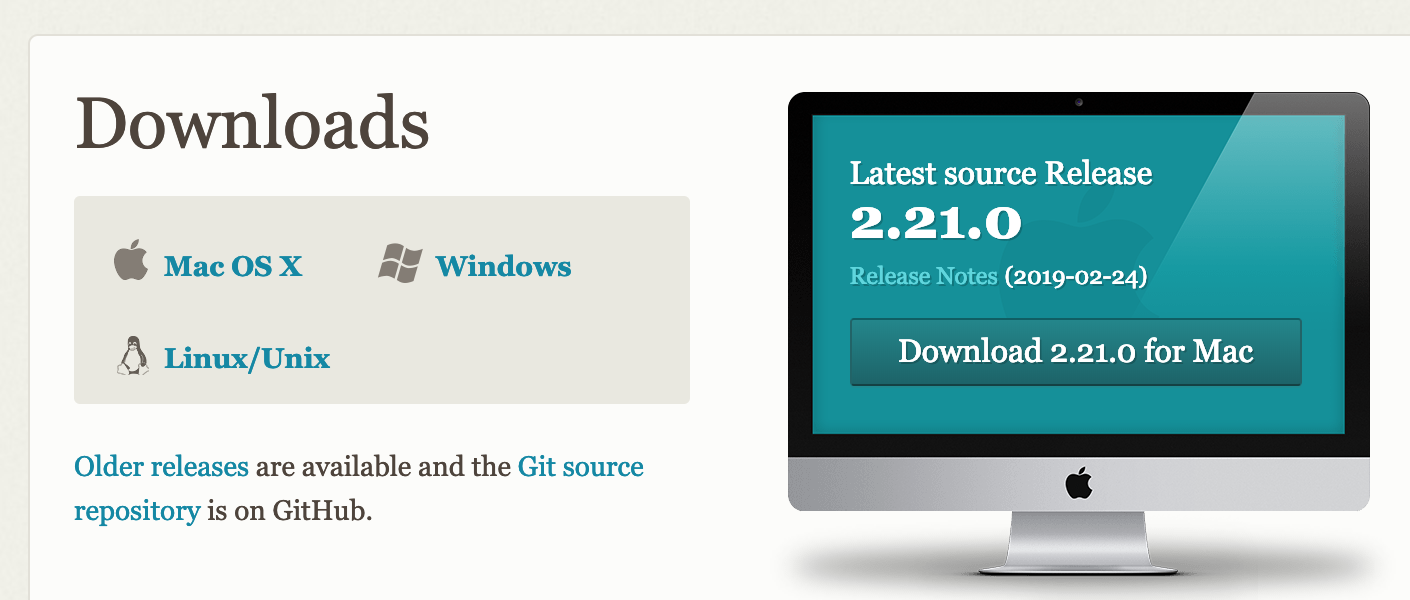 Downloads
Mac OS X
Windows
Linux/Unix
Older releases are available and the Git source
repository is on GitHub.
Latest source Release
2.21.0
Release Notes (2019-02-24)
Download 2.21.0 for Mac